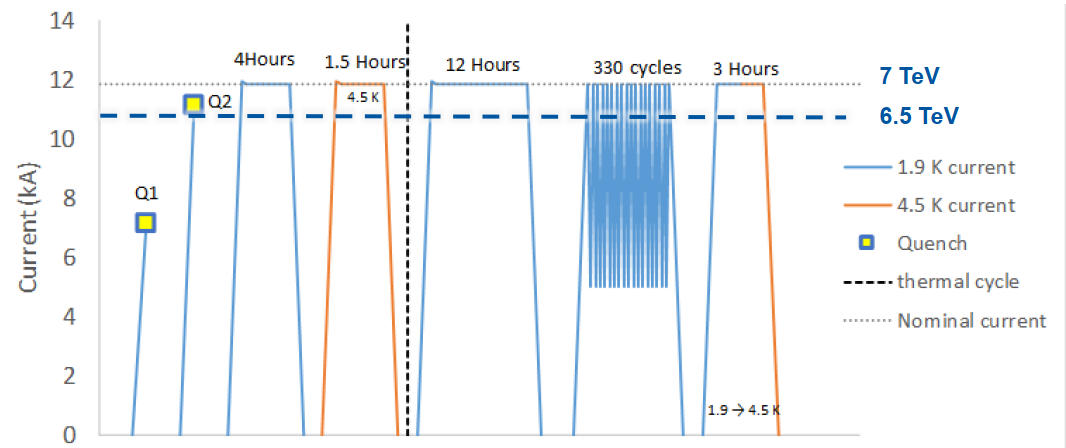 14
12
10
8
6
4
2
0
Current (kA)
Q1
Q2
4Hours
1.5 Hours
4.5 K
12 Hours
330 cycles
3 Hours
1.9 → 4.5 K
7 TeV
6.5 TeV
1.9 K current
4.5 K current
Quench
thermal cycle
Nominal current